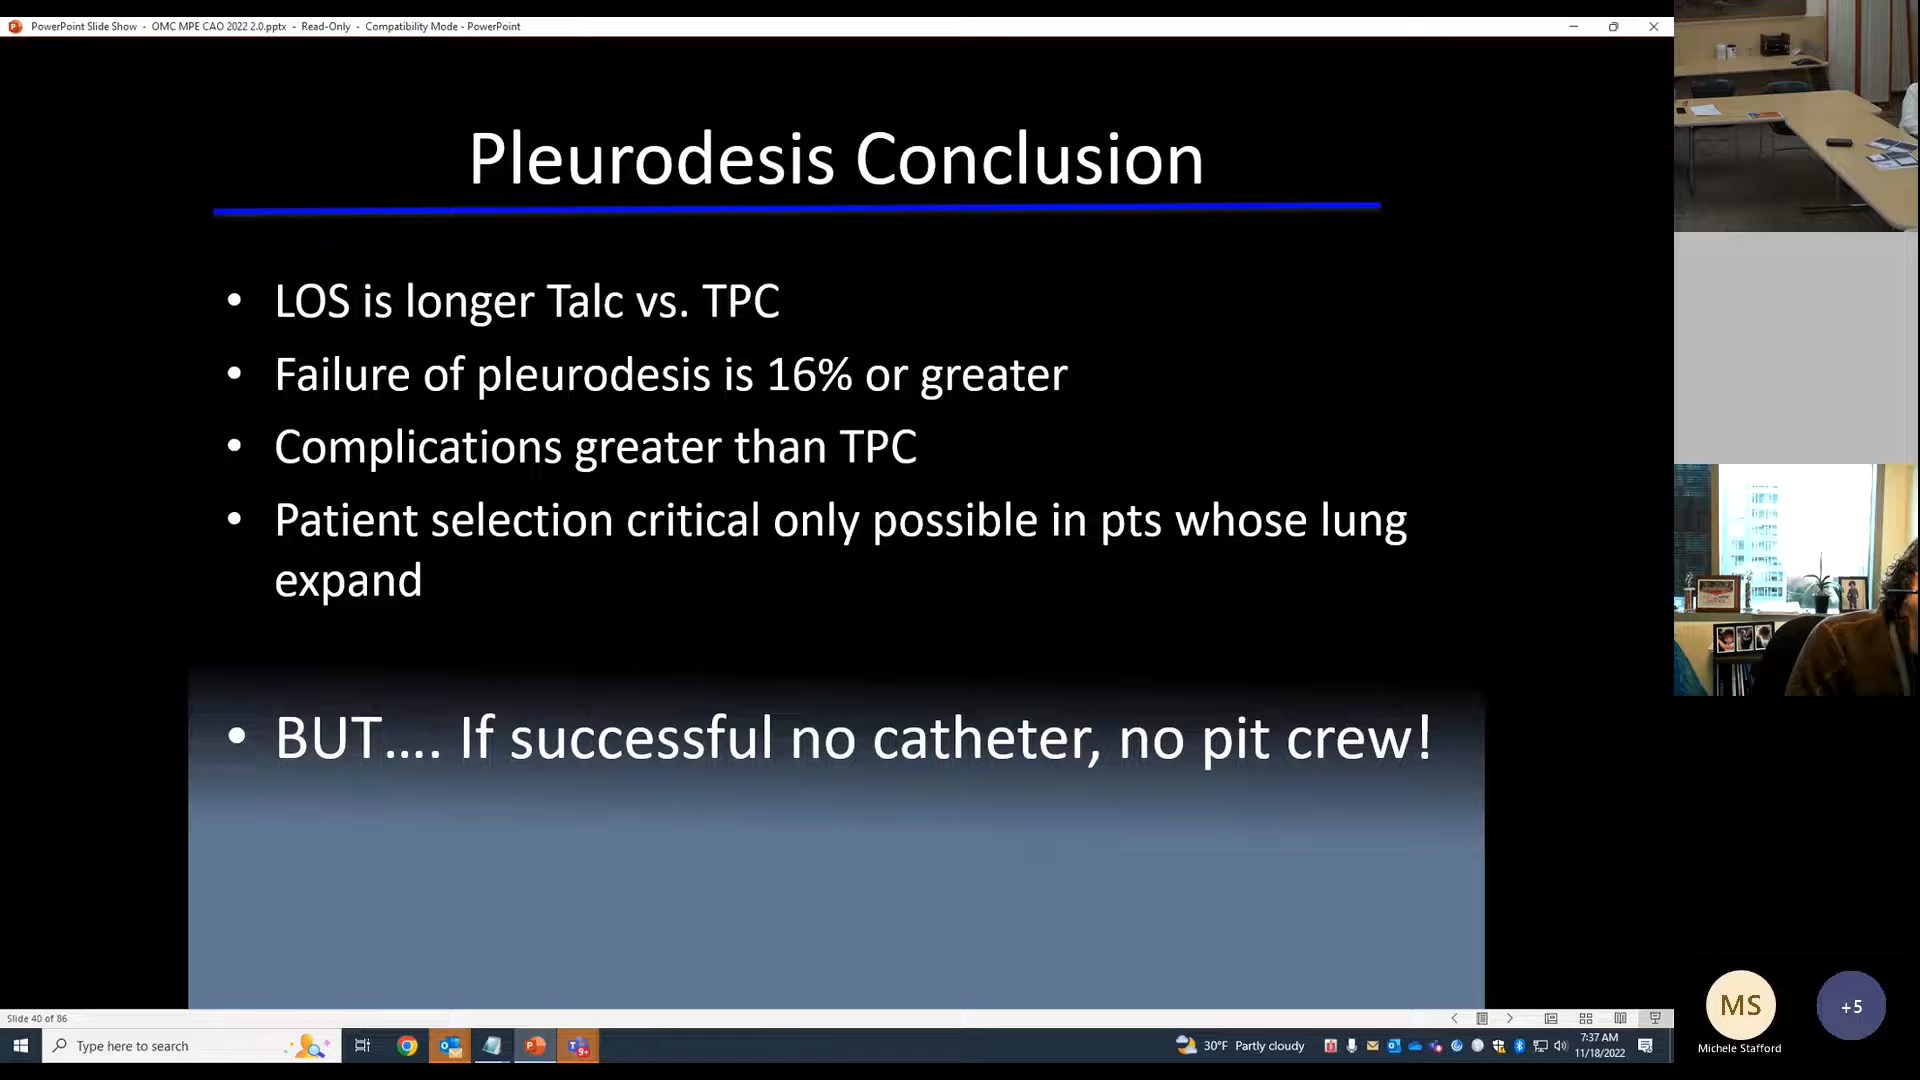 PowerPoint Slide Show - OMC MPE CAO 2022 2.0.pptx - Read-Only - Compatibility Mode - PowerPoint
Pleurodesis Conclusion
• LOS is longer Talc vs. TPC
• Failure of pleurodesis is 16% or greater
• Complications greater than TPC
• Patient selection critical only possible in pts whose lung
expand
• BUT…. If successful no catheter, no pit crew!
Slide 40 of 86
Type here to search
9+
30°F Partly cloudy
7:37 AM
11/18/2022
MS
+5
Michele Stafford